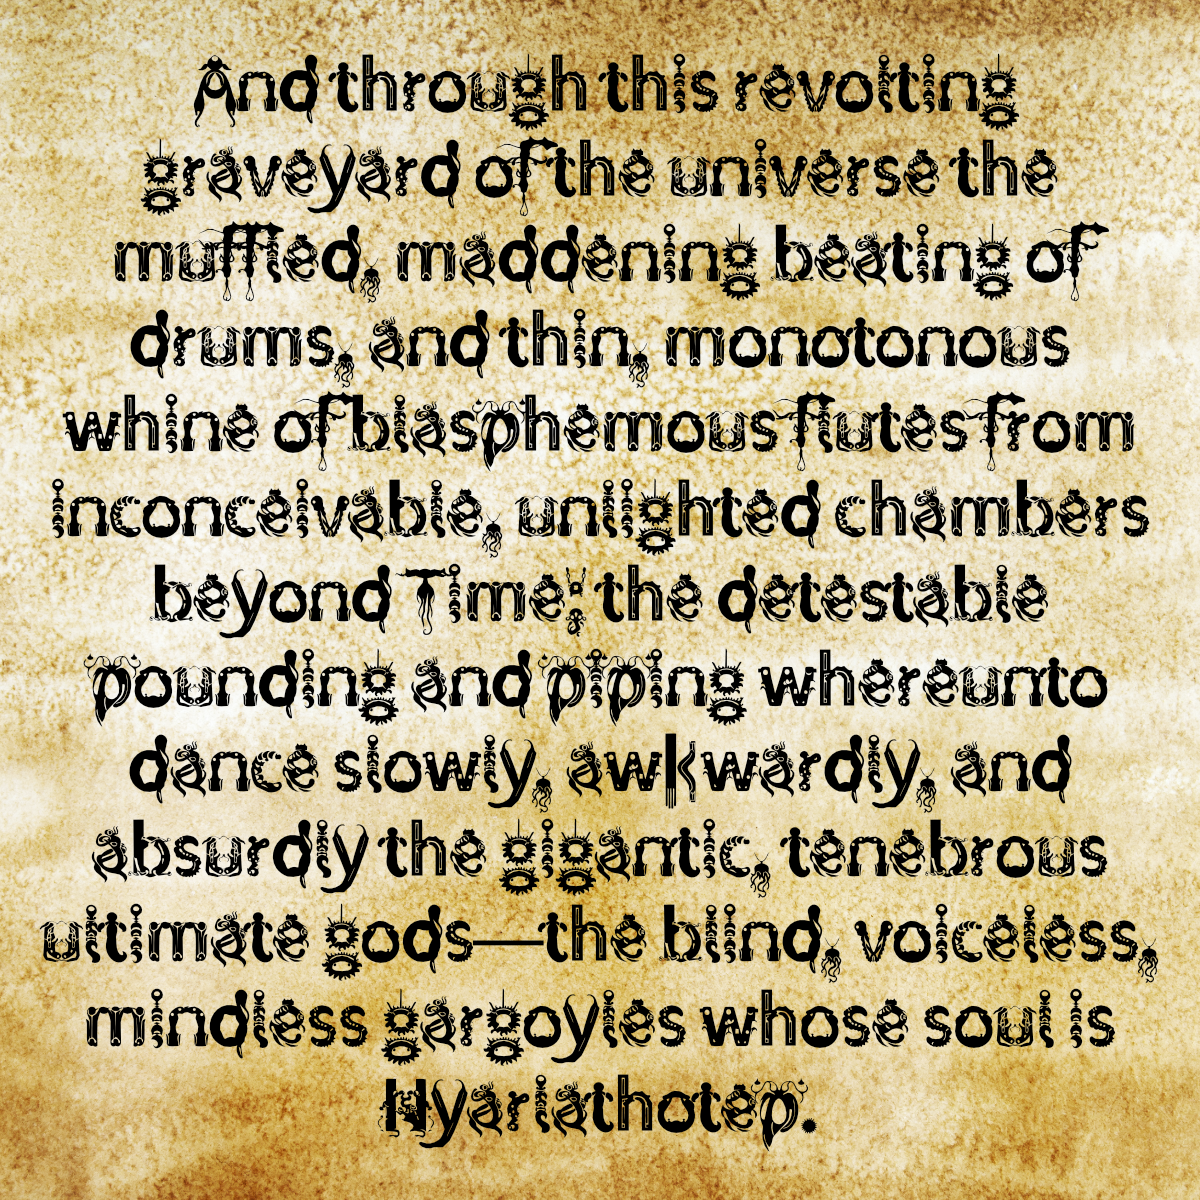 And through this revolting
graveyard of the universe the
muffled, maddening beating of
drums, and thin, monotonous
whine of blasphemous flutes from
inconceivable, unlighted chambers
beyond Time; the detestable
pounding and piping whereunto
dance slowly, awkwardly, and
absurdly the gigantic, tenebrous
ultimate gods—the blind, voiceless,
mindless gargoyles whose soul is
Nyarlathotep.